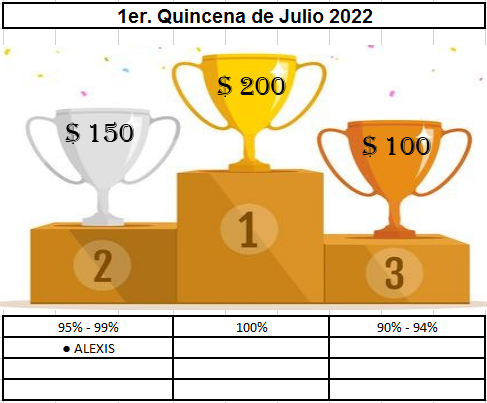 1er. Quincena de Julio 2022
$ 200
$ 150
$ 100
1
2
3
95% - 99% 100% 90% - 94%
● ALEXIS